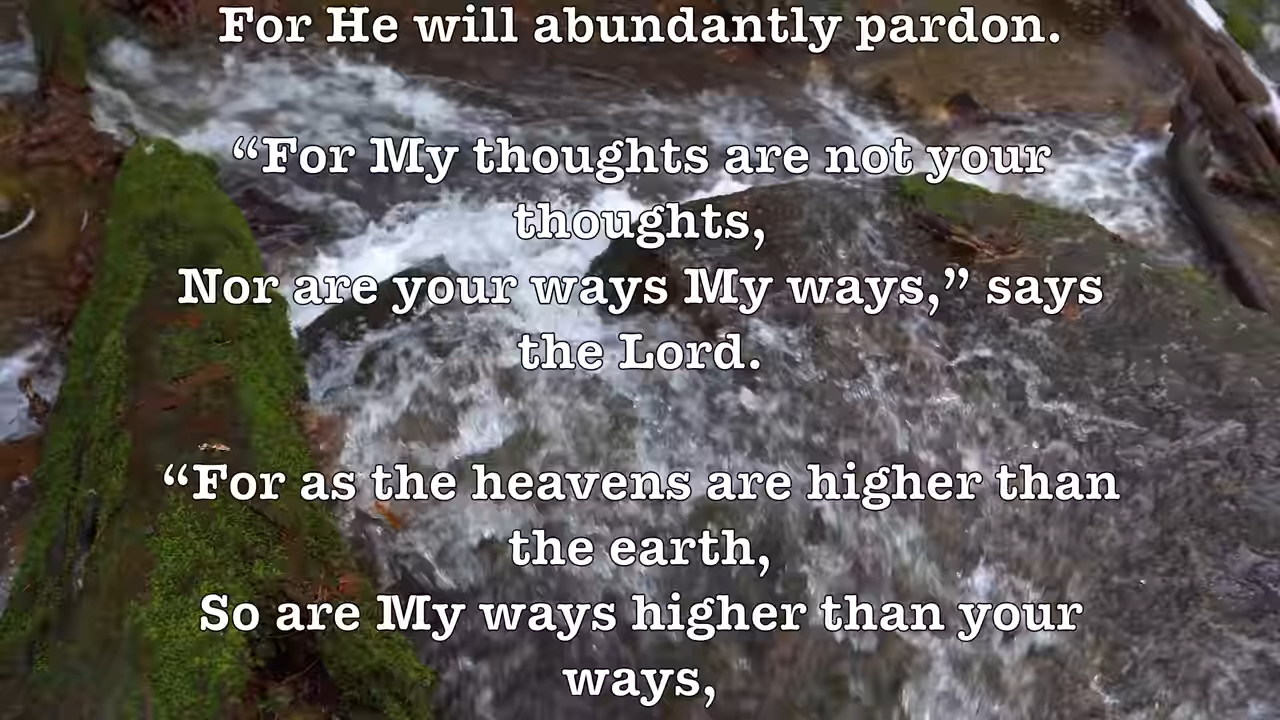 For He will abundantly pardon.
“For My thoughts are not your
thoughts,
Nor are your ways My ways,” says
the Lord.
“For as the heavens are higher than
the earth,
So are My ways higher than your
ways,